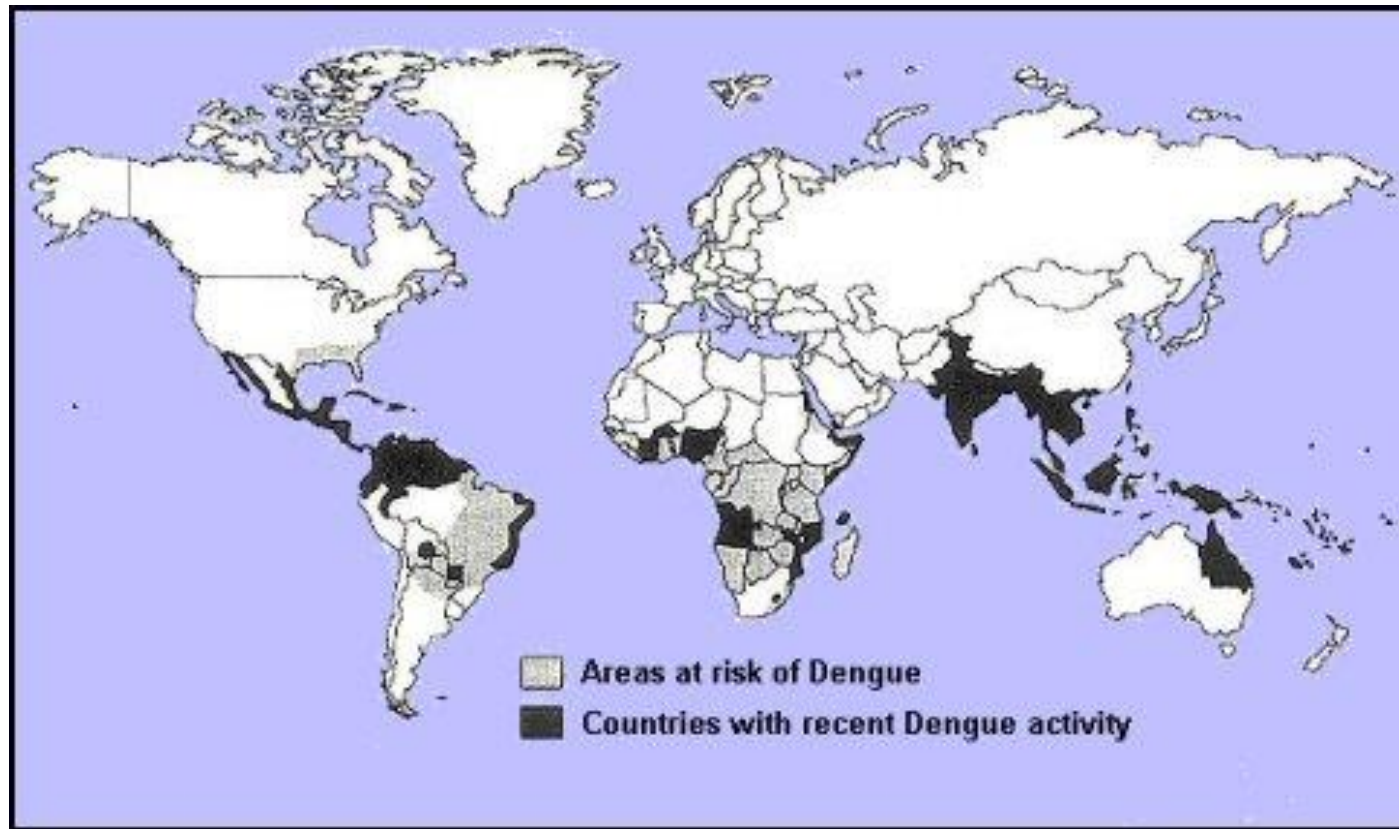 Areas at risk of Dengue
Countries with recent Dengue activity